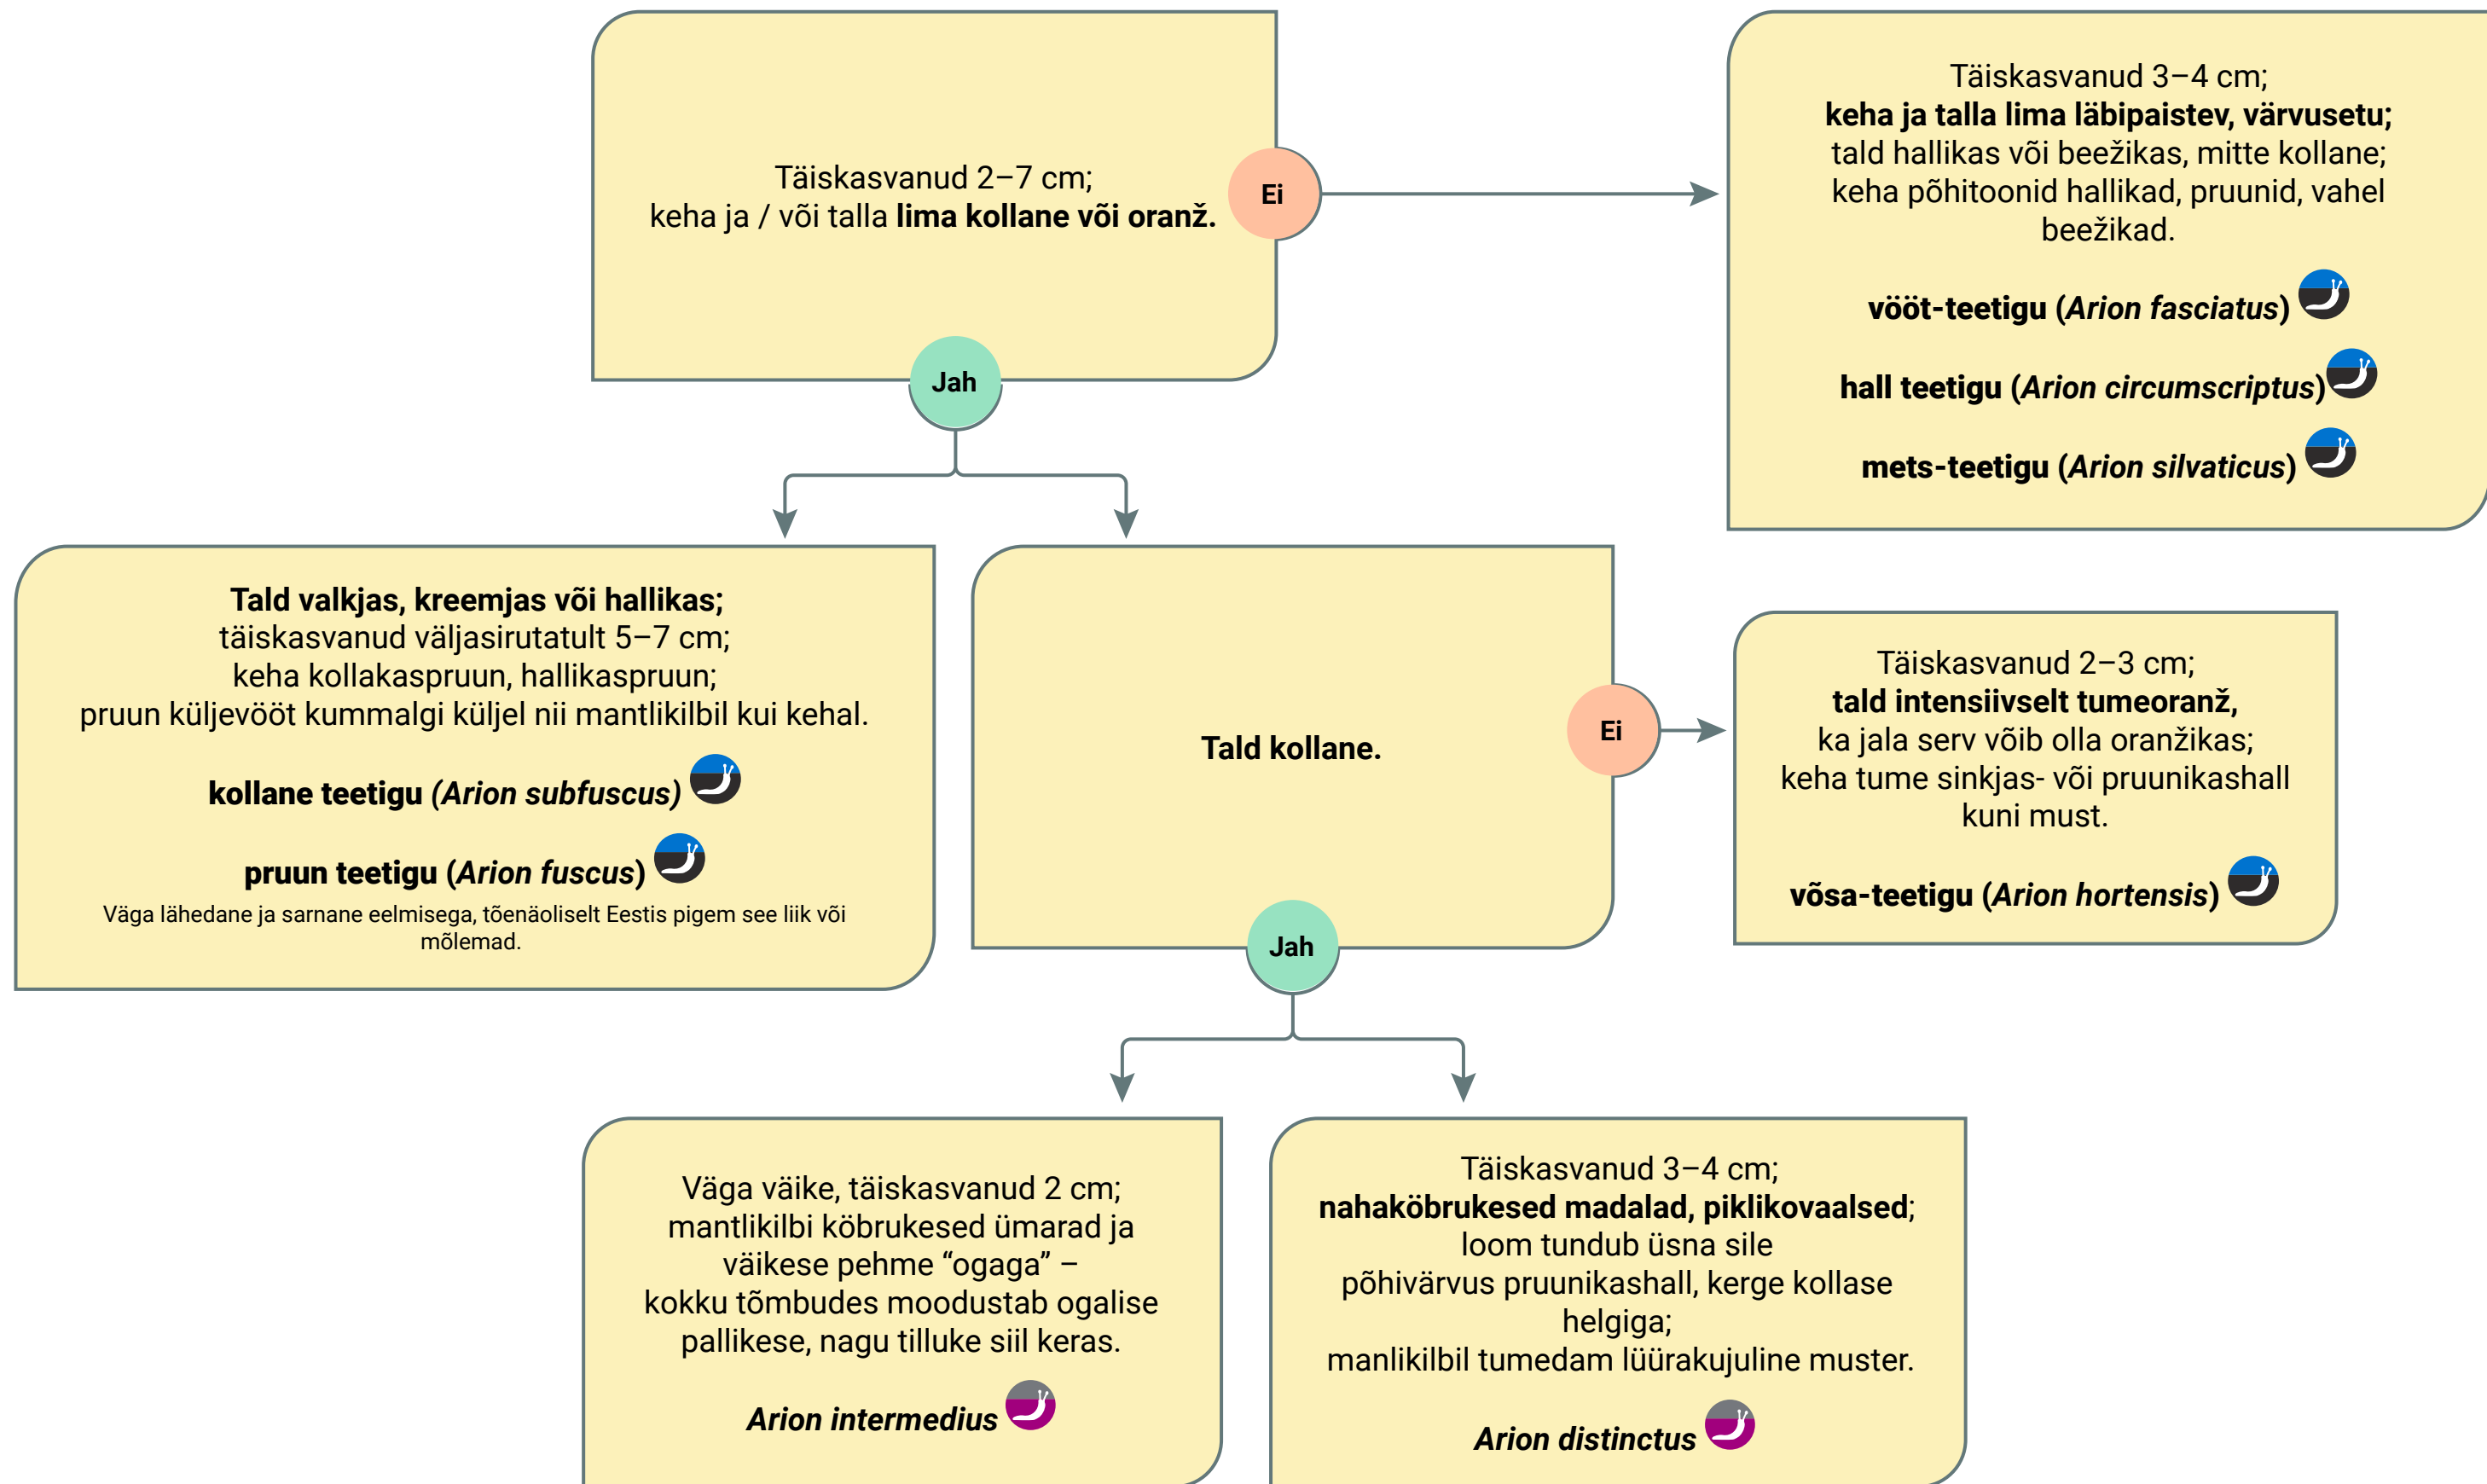 Täiskasvanud 2–7 cm;
keha ja / või talla lima kollane või oranž.
Ei
Jah
Täiskasvanud 3–4 cm;
keha ja talla lima läbipaistev, värvusetu;
tald hallikas või beežikas, mitte kollane;
keha põhitoonid hallikad, pruunid, vahel
beežikad.
vööt-teetigu (Arion fasciatus)
hall teetigu (Arion circumscriptus)
mets-teetigu (Arion silvaticus)
Tald valkjas, kreemjas või hallikas;
täiskasvanud väljasirutatult 5–7 cm;
keha kollakaspruun, hallikaspruun;
pruun küljevööt kummalgi küljel nii mantlikilbil kui kehal.
kollane teetigu (Arion subfuscus)
pruun teetigu (Arion fuscus)
Väga lähedane ja sarnane eelmisega, tõenäoliselt Eestis pigem see liik või
mõlemad.
Tald kollane.
Ei
Jah
Täiskasvanud 2–3 cm;
tald intensiivselt tumeoranž,
ka jala serv võib olla oranžikas;
keha tume sinkjas- või pruunikashall
kuni must.
võsa-teetigu (Arion hortensis)
Väga väike, täiskasvanud 2 cm;
mantlikilbi köbrukesed ümarad ja
väikese pehme “ogaga” –
kokku tõmbudes moodustab ogalise
pallikese, nagu tilluke siil keras.
Arion intermedius
Täiskasvanud 3–4 cm;
nahaköbrukesed madalad, piklikovaalsed;
loom tundub üsna sile
põhivärvus pruunikashall, kerge kollase
helgiga;
manlikilbil tumedam lüürakujuline muster.
Arion distinctus